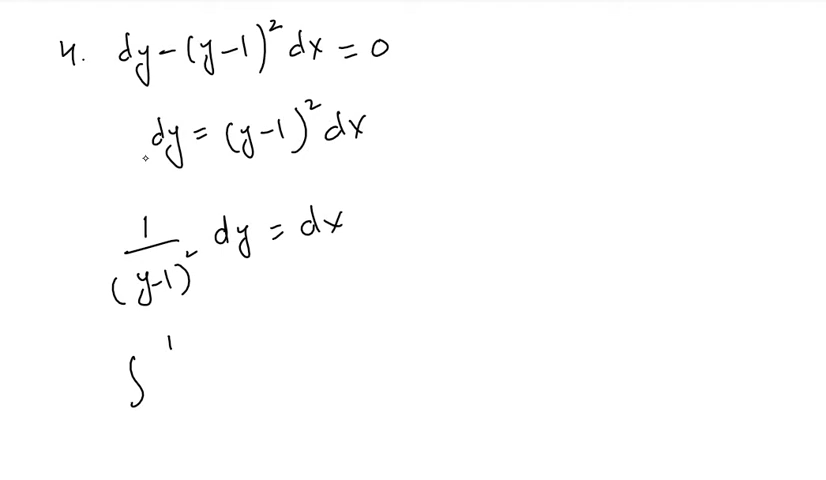 4. dy - (y-1)² dx = 0
dy = (y-1)² dx
1/(y-1)² dy = dx
∫ 1